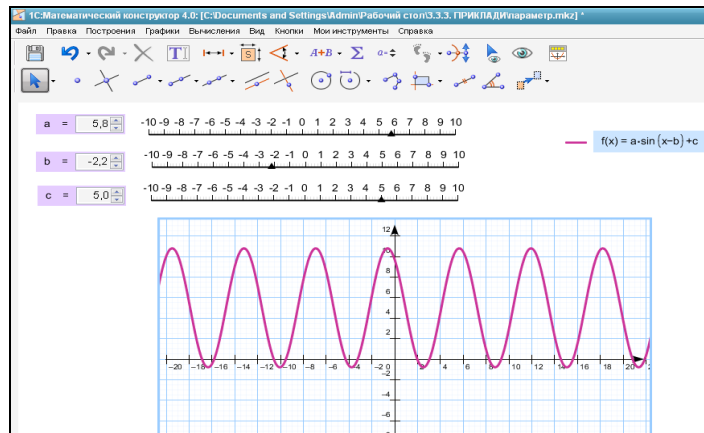 1С:Математический конструктор 4.0: [C:\Documents and Settings\Admin\Рабочий стол\3.3.3. ПРИКЛАДИ\параметр.mkz] *
Файл Правка Построения Графики Вычисления Вид Кнопки Мои инструменты Справка
T A+B Σ a=
a = 5,8 -10 -9 -8 -7 -6 -5 -4 -3 -2 -1 0 1 2 3 4 5 6 7 8 9 10
f(x) = a·sin(x−b)+c
b = -2,2 -10 -9 -8 -7 -6 -5 -4 -3 -2 -1 0 1 2 3 4 5 6 7 8 9 10
c = 5,0 -10 -9 -8 -7 -6 -5 -4 -3 -2 -1 0 1 2 3 4 5 6 7 8 9 10
12
8
6
4
2
−20 −18 −16 −14 −12 −10 −8 −6 −4 −2 0 2 4 6 8 10 12 14 16 18 20
−2
−4
−6